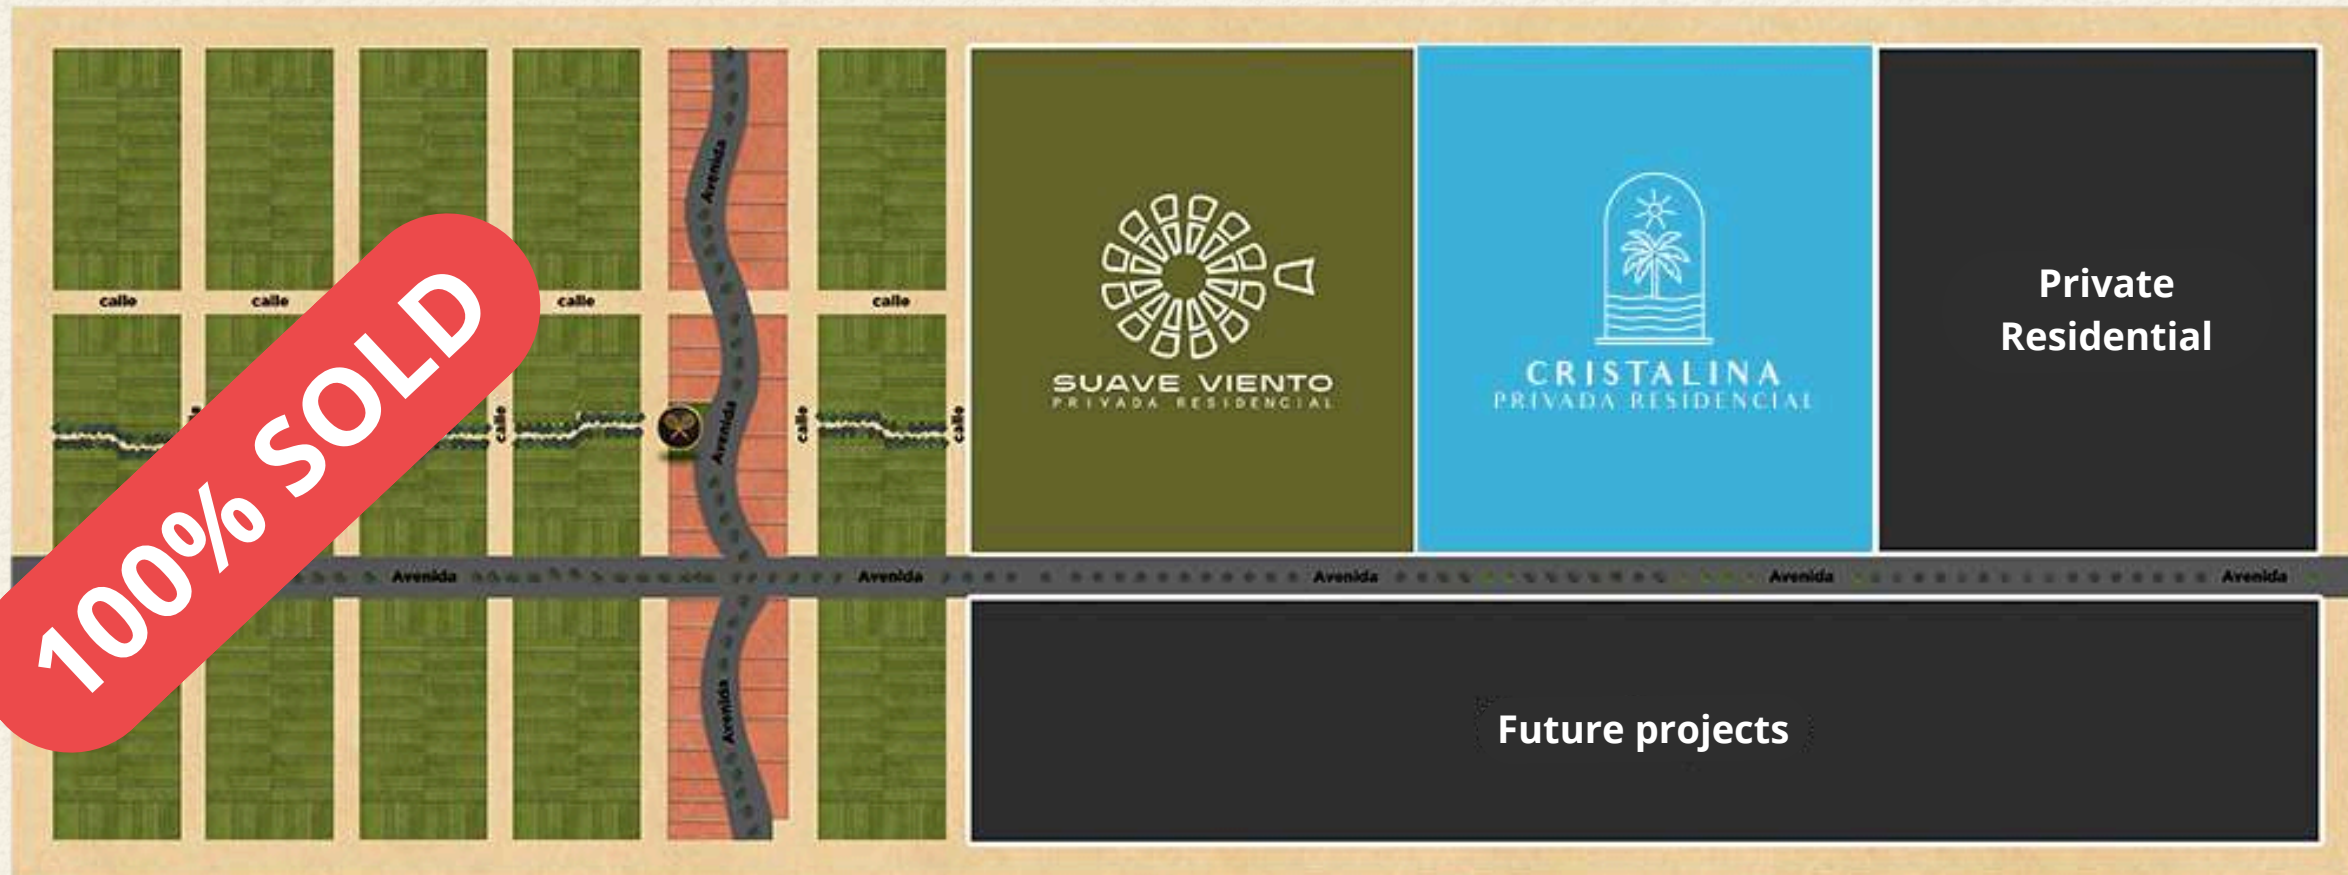 calle
calle
calle
calle
Avenida
Avenida
Avenida
calle
calle
calle
100% SOLD
SUAVE VIENTO
PRIVADA RESIDENCIAL
CRISTALINA
PRIVADA RESIDENCIAL
Private
Residential
Avenida
Avenida
Avenida
Avenida
Avenida
Future projects